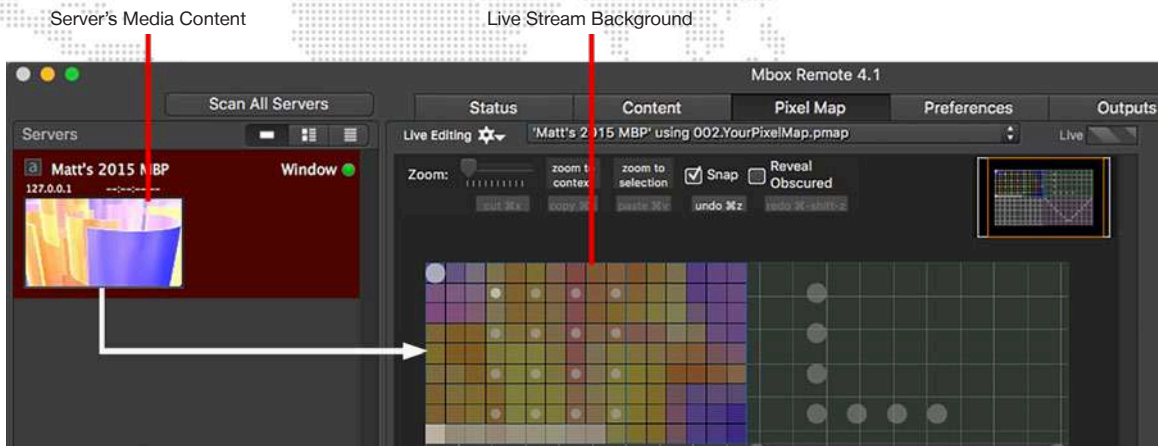 Server's Media Content
Live Stream Background
Mbox Remote 4.1
Scan All Servers
Status
Content
Pixel Map
Preferences
Outputs
Servers
Live Editing
'Matt's 2015 MBP' using 002.YourPixelMap.pmap
Live
a Matt's 2015 MBP
Window
127.0.0.1 --:--:--
Zoom:
zoom to context
zoom to selection
Snap
Reveal Obscured
cut ⌘x
copy ⌘c
paste ⌘v
undo ⌘z
redo ⌘-shift-z